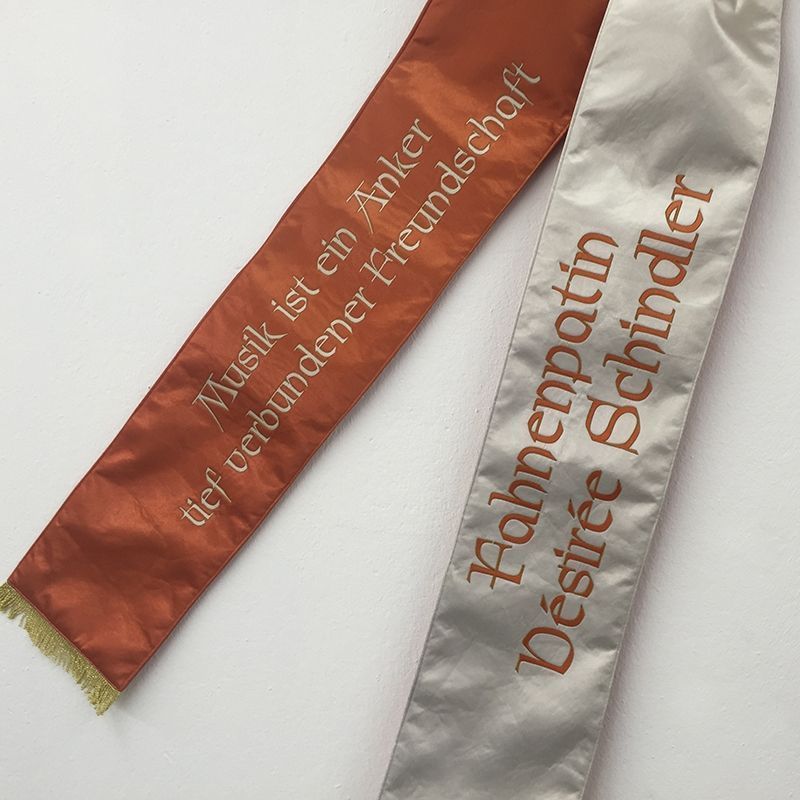 Musik ist ein Anker
tief verbundener Freundschaft
Fahnenpatin
Désirée Schindler